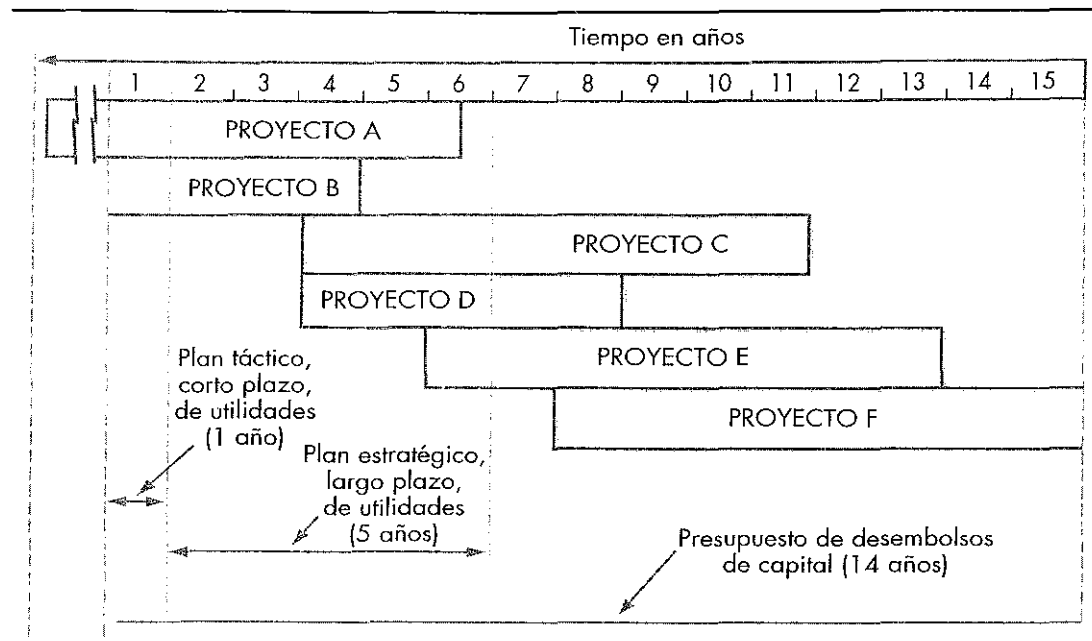 Tiempo en años
1 2 3 4 5 6 7 8 9 10 11 12 13 14 15
PROYECTO A
PROYECTO B
PROYECTO C
PROYECTO D
PROYECTO E
PROYECTO F
Plan táctico,
corto plazo,
de utilidades
(1 año)
Plan estratégico,
largo plazo,
de utilidades
(5 años)
Presupuesto de desembolsos
de capital (14 años)